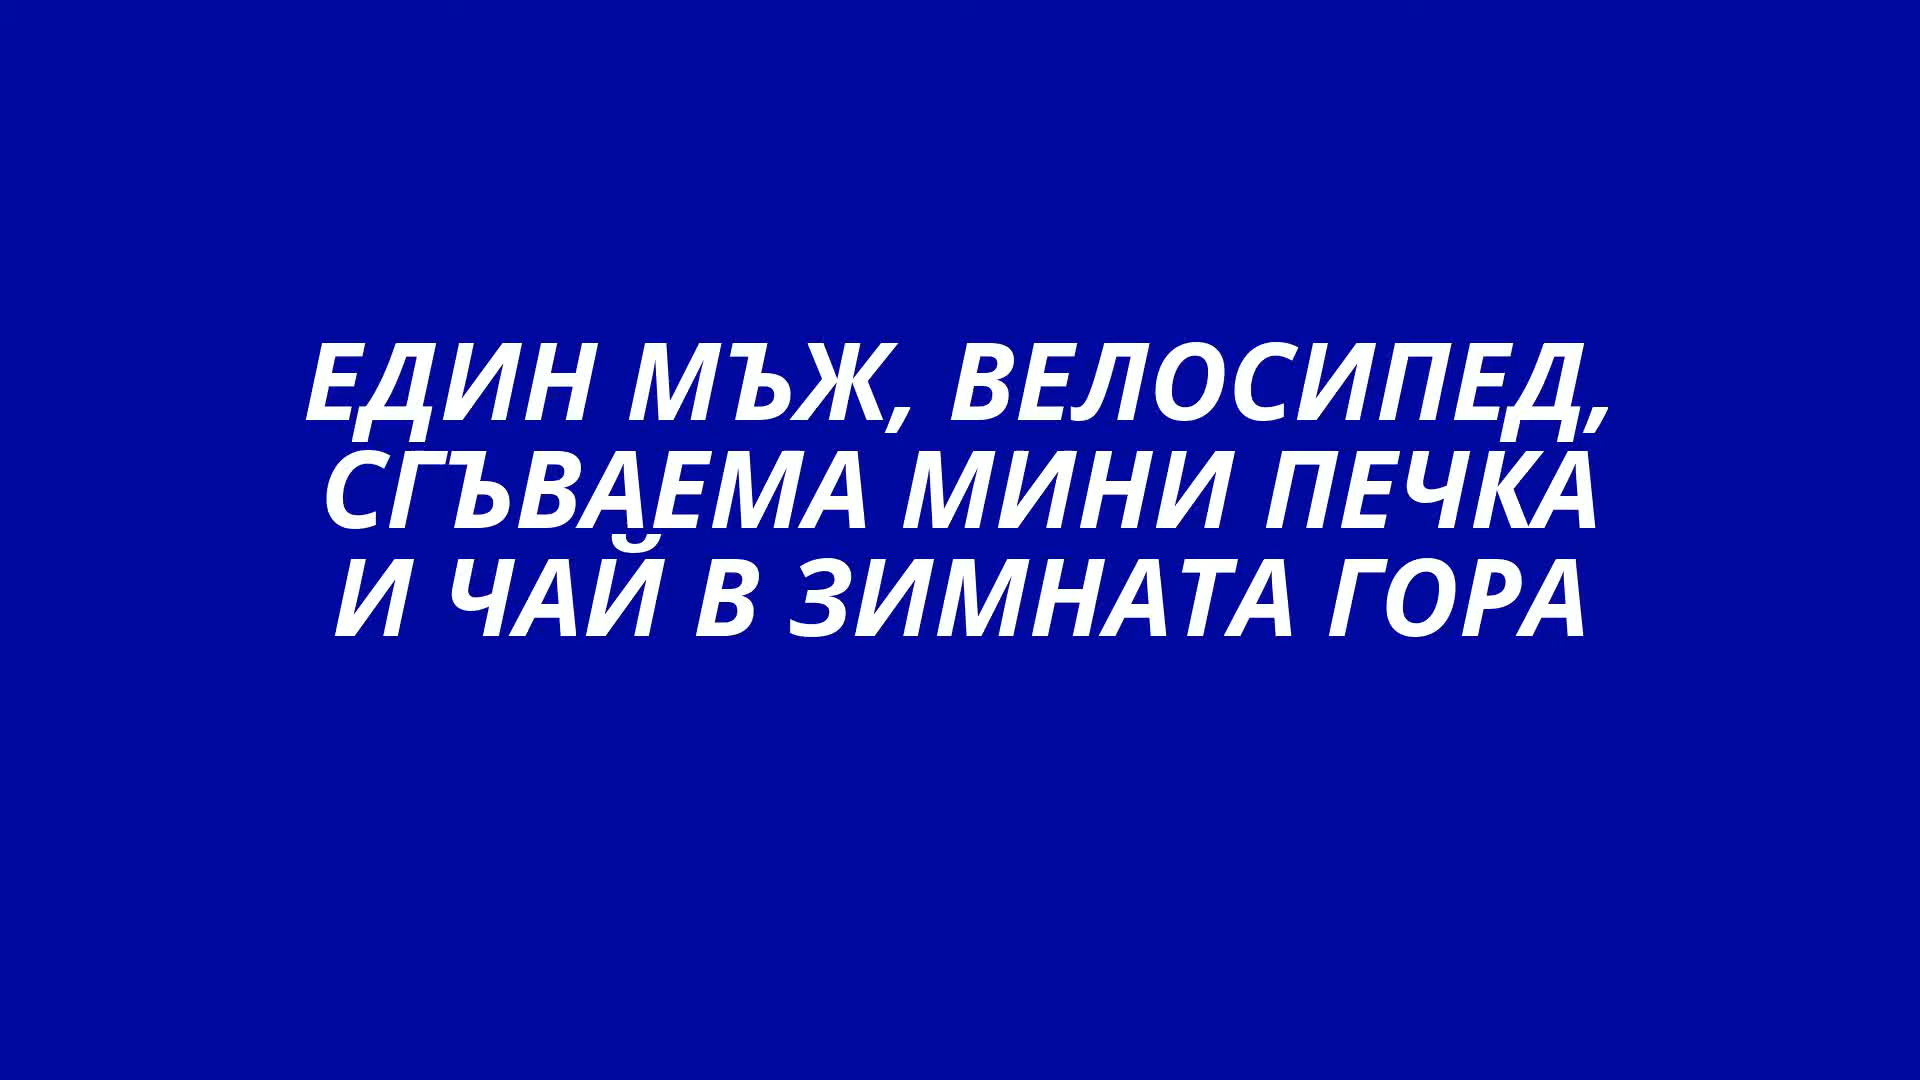 ЕДИН МЪЖ, ВЕЛОСИПЕД,
СГЪВАЕМА МИНИ ПЕЧКА
И ЧАЙ В ЗИМНАТА ГОРА